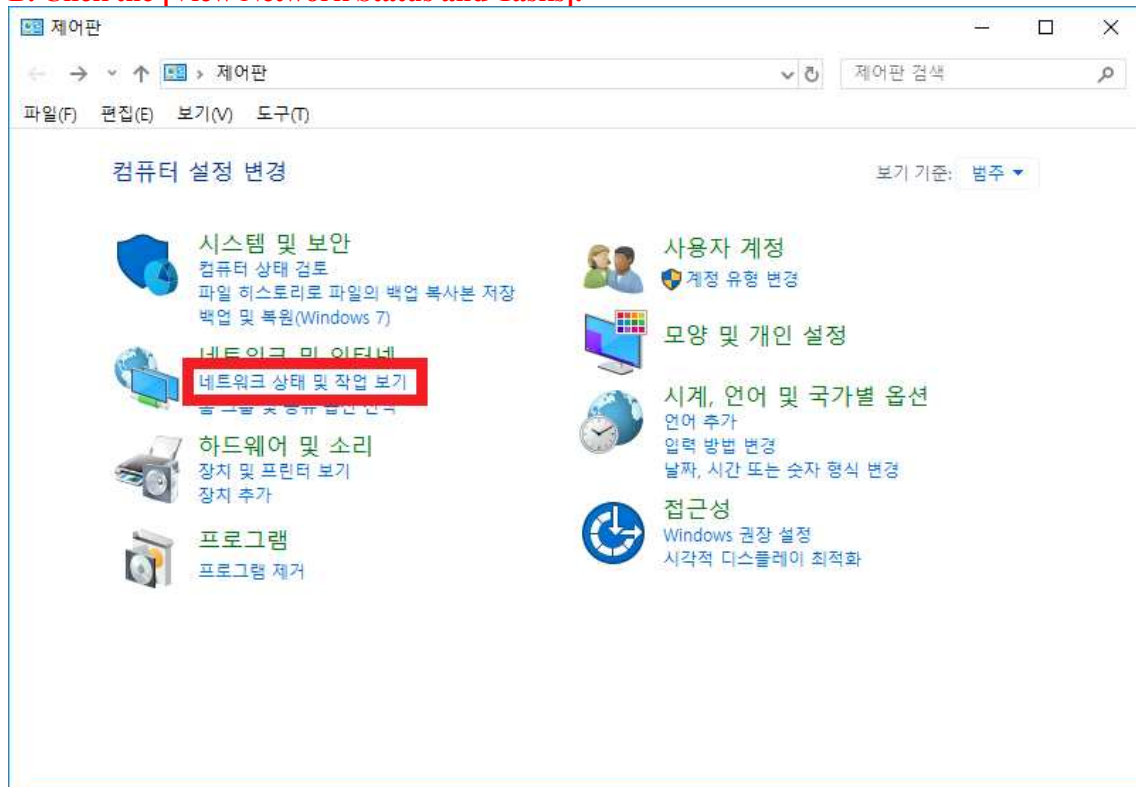 제어판
제어판
제어판 검색
파일(F) 편집(E) 보기(V) 도구(T)
컴퓨터 설정 변경
보기 기준: 범주
시스템 및 보안
컴퓨터 상태 검토
파일 히스토리로 파일의 백업 복사본 저장
백업 및 복원(Windows 7)
네트워크 및 인터넷
네트워크 상태 및 작업 보기
하드웨어 및 소리
장치 및 프린터 보기
장치 추가
프로그램
프로그램 제거
사용자 계정
계정 유형 변경
모양 및 개인 설정
시계, 언어 및 국가별 옵션
언어 추가
입력 방법 변경
날짜, 시간 또는 숫자 형식 변경
접근성
Windows 권장 설정
시각적 디스플레이 최적화